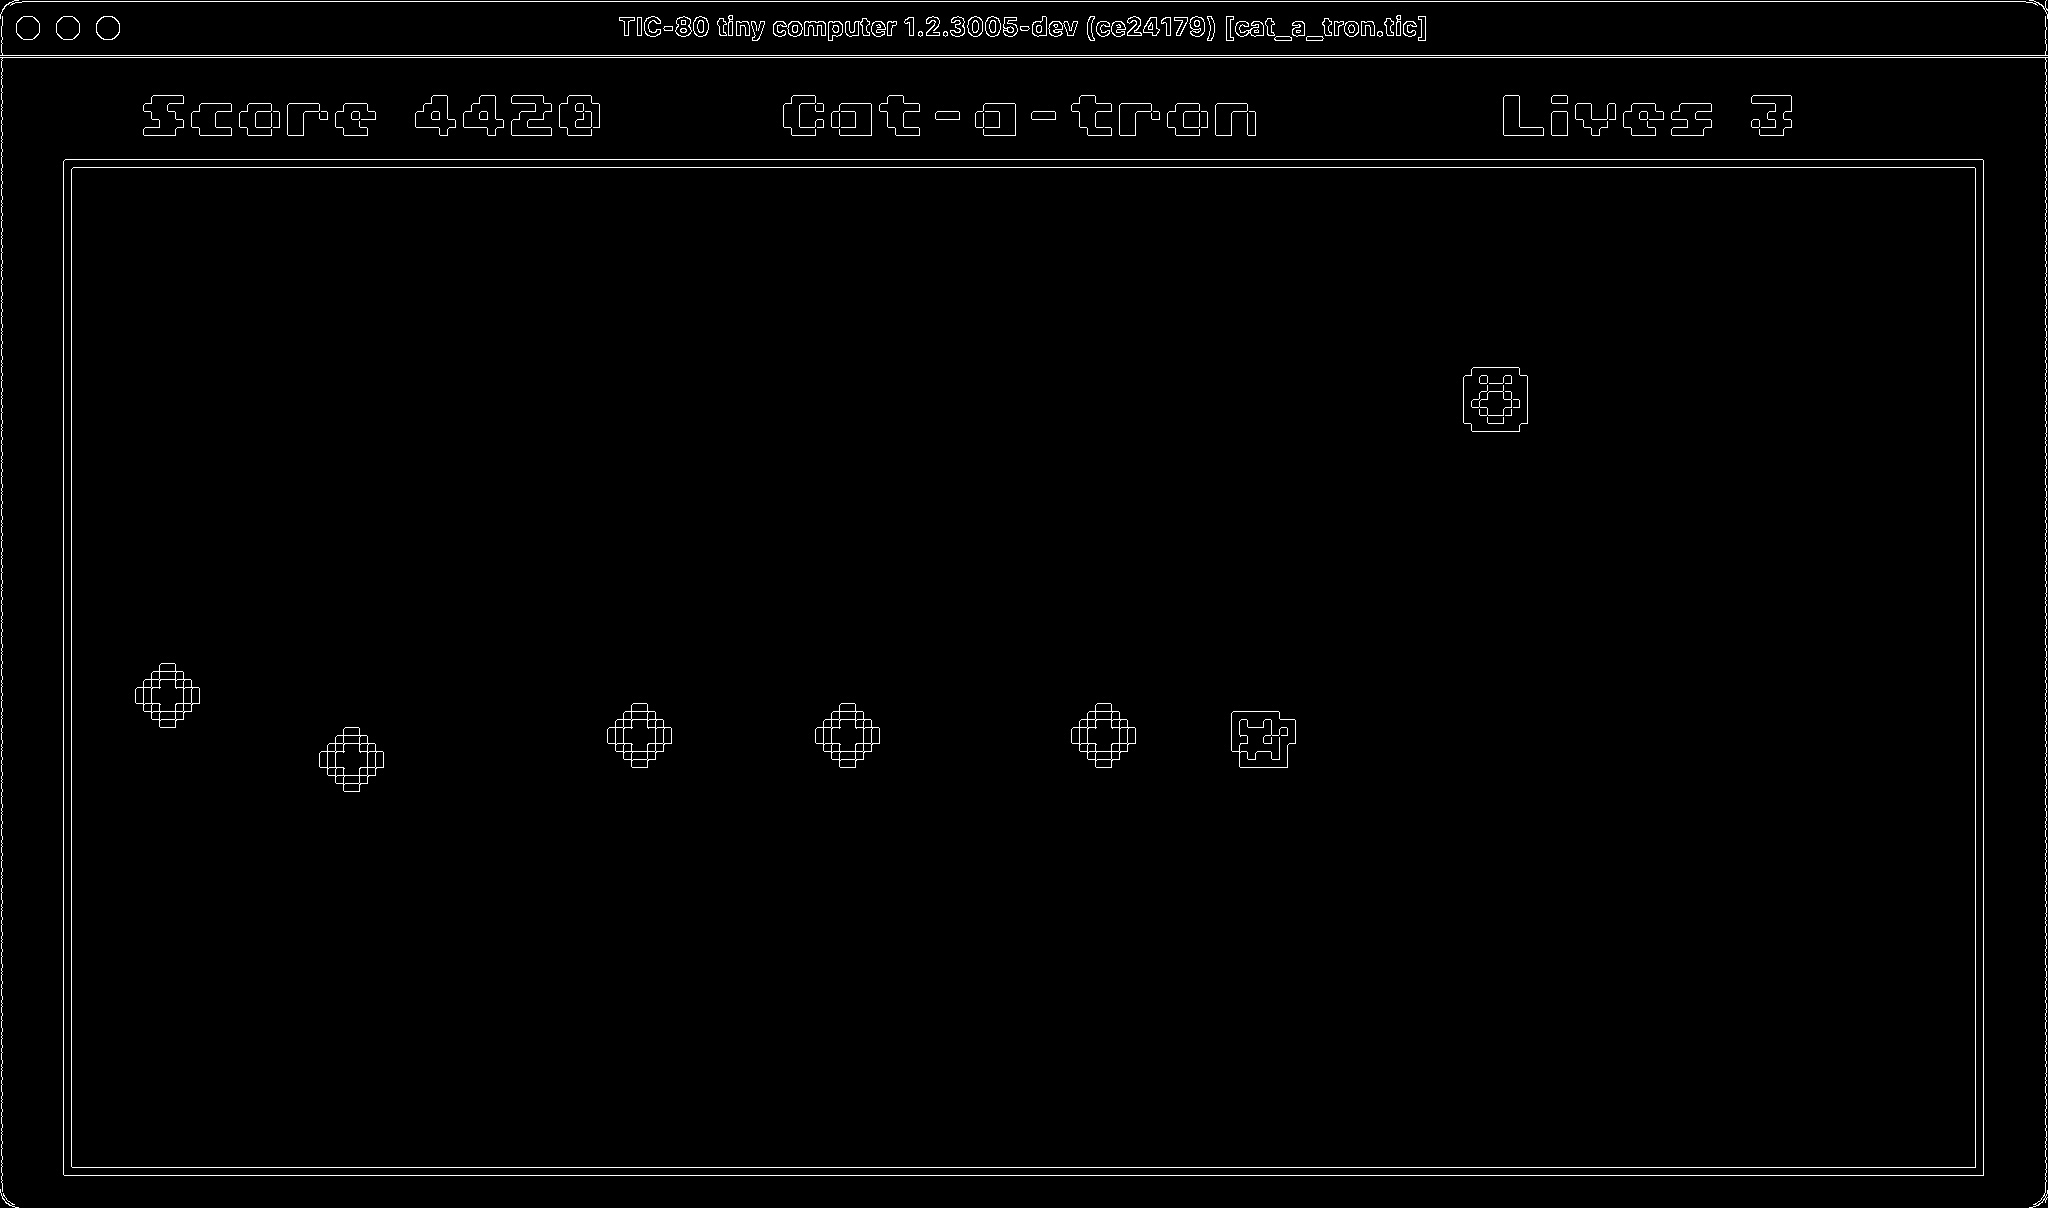 TIC-80 tiny computer 1.2.3005-dev (ce24179) [cat_a_tron.tic]
Score 4420 Cat-a-tron Lives 3